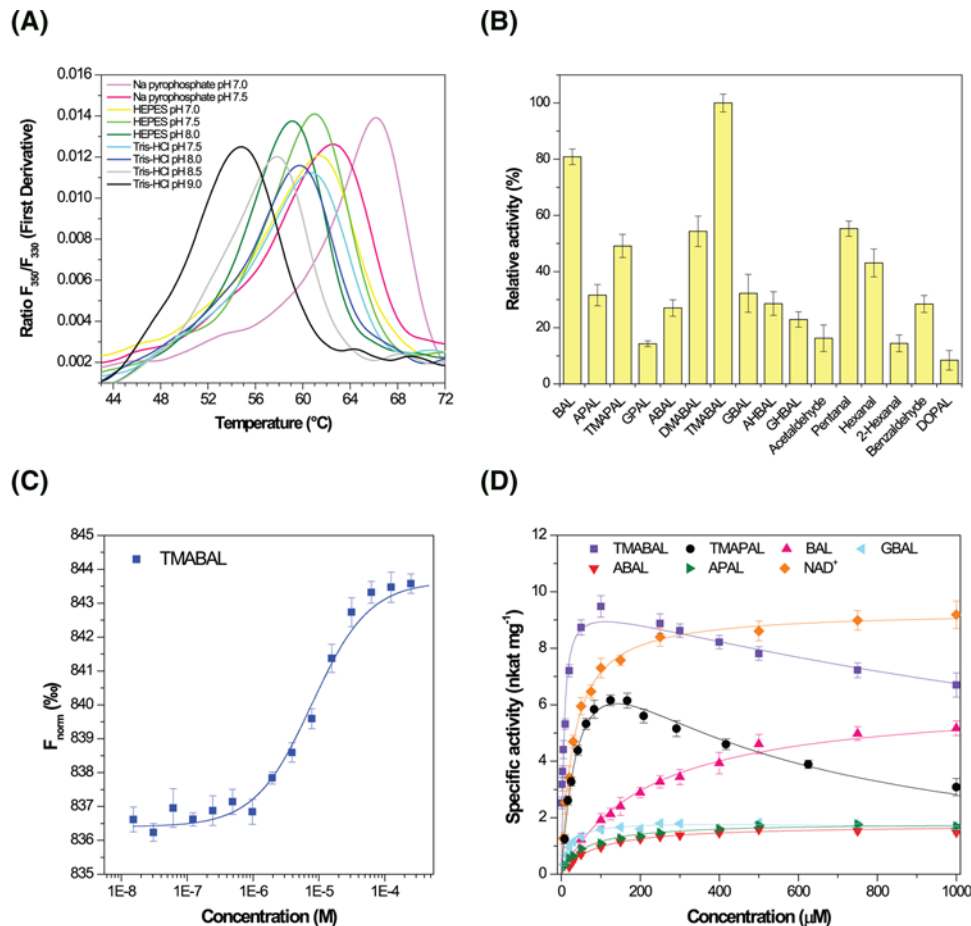 (A)
0.016
0.014
0.012
0.010
0.008
0.006
0.004
0.002
Ratio F350/F330 (First Derivative)
Na pyrophosphate pH 7.0
Na pyrophosphate pH 7.5
HEPES pH 7.0
HEPES pH 7.5
HEPES pH 8.0
Tris-HCl pH 7.5
Tris-HCl pH 8.0
Tris-HCl pH 8.5
Tris-HCl pH 9.0
44 48 52 56 60 64 68 72
Temperature (°C)
(B)
100
80
60
40
20
0
Relative activity (%)
BAL
APAL
TMAPAL
GPAL
ABAL
DMABAL
TMABAL
GBAL
AHBAL
GHBAL
Acetaldehyde
Pentanal
Hexanal
2-Hexanal
Benzaldehyde
DOPAL
(C)
845
844
843
842
841
840
839
838
837
836
835
Fnorm (‰)
TMABAL
1E-8 1E-7 1E-6 1E-5 1E-4
Concentration (M)
(D)
12
10
8
6
4
2
0
Specific activity (nkat mg-1)
TMABAL TMAPAL BAL GBAL
ABAL APAL NAD+
0 200 400 600 800 1000
Concentration (μM)